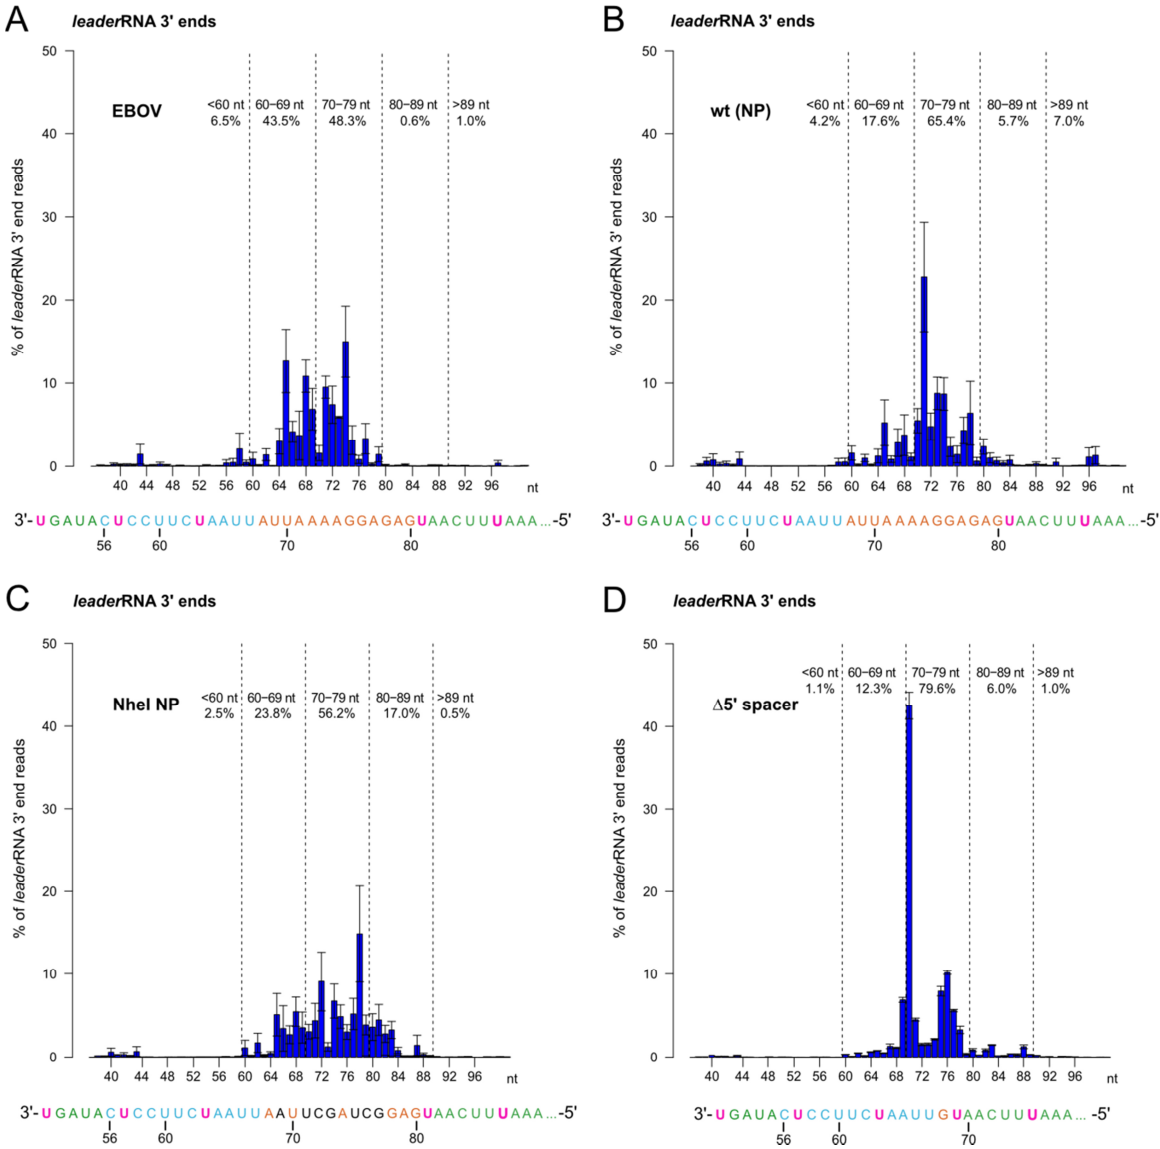 A
leaderRNA 3' ends
50
40
30
20
10
0
% of leaderRNA 3' end reads
EBOV
<60 nt 60–69 nt 70–79 nt 80–89 nt >89 nt
6.5% 43.5% 48.3% 0.6% 1.0%
40 44 48 52 56 60 64 68 72 76 80 84 88 92 96 nt
3'-UGAUACUCCUUCUAAUUAUUAAAAGGAGAGUAACUUUAAA...-5'
56 60 70 80
B
leaderRNA 3' ends
50
40
30
20
10
0
% of leaderRNA 3' end reads
wt (NP)
<60 nt 60–69 nt 70–79 nt 80–89 nt >89 nt
4.2% 17.6% 65.4% 5.7% 7.0%
40 44 48 52 56 60 64 68 72 76 80 84 88 92 96 nt
3'-UGAUACUCCUUCUAAUUAUUAAAAGGAGAGUAACUUUAAA...-5'
56 60 70 80
C
leaderRNA 3' ends
50
40
30
20
10
0
% of leaderRNA 3' end reads
NheI NP
<60 nt 60–69 nt 70–79 nt 80–89 nt >89 nt
2.5% 23.8% 56.2% 17.0% 0.5%
40 44 48 52 56 60 64 68 72 76 80 84 88 92 96 nt
3'-UGAUACUCCUUCUAAUUAAUUCGAUCGGAGUAACUUUAAA...-5'
56 60 70 80
D
leaderRNA 3' ends
50
40
30
20
10
0
% of leaderRNA 3' end reads
Δ5' spacer
<60 nt 60–69 nt 70–79 nt 80–89 nt >89 nt
1.1% 12.3% 79.6% 6.0% 1.0%
40 44 48 52 56 60 64 68 72 76 80 84 88 92 96 nt
3'-UGAUACUCCUUCUAAUUGUAACUUUAAA... -5'
56 60 70